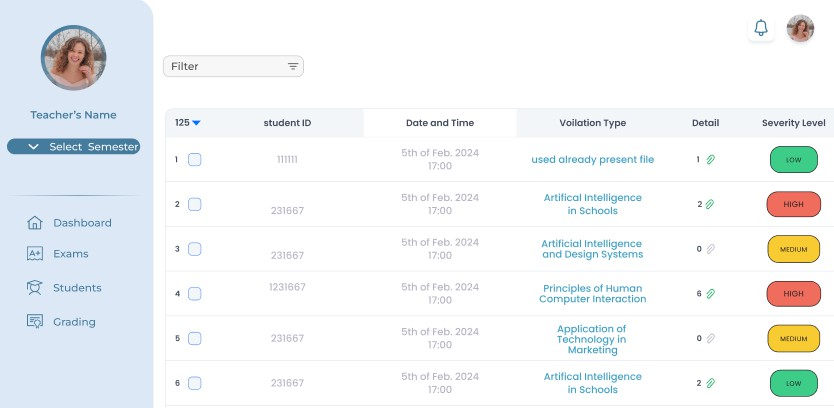 Teacher's Name
Select Semester
Dashboard
A+ Exams
Students
Grading
Filter
125 student ID Date and Time Voilation Type Detail Severity Level
1 111111 5th of Feb. 2024 17:00 used already present file 1 LOW
2 231667 5th of Feb. 2024 17:00 Artifical Intelligence in Schools 2 HIGH
3 231667 5th of Feb. 2024 17:00 Artificial Intelligence and Design Systems 0 MEDIUM
4 1231667 5th of Feb. 2024 17:00 Principles of Human Computer Interaction 6 HIGH
5 231667 5th of Feb. 2024 17:00 Application of Technology in Marketing 0 MEDIUM
6 231667 5th of Feb. 2024 17:00 Artifical Intelligence in Schools 2 LOW